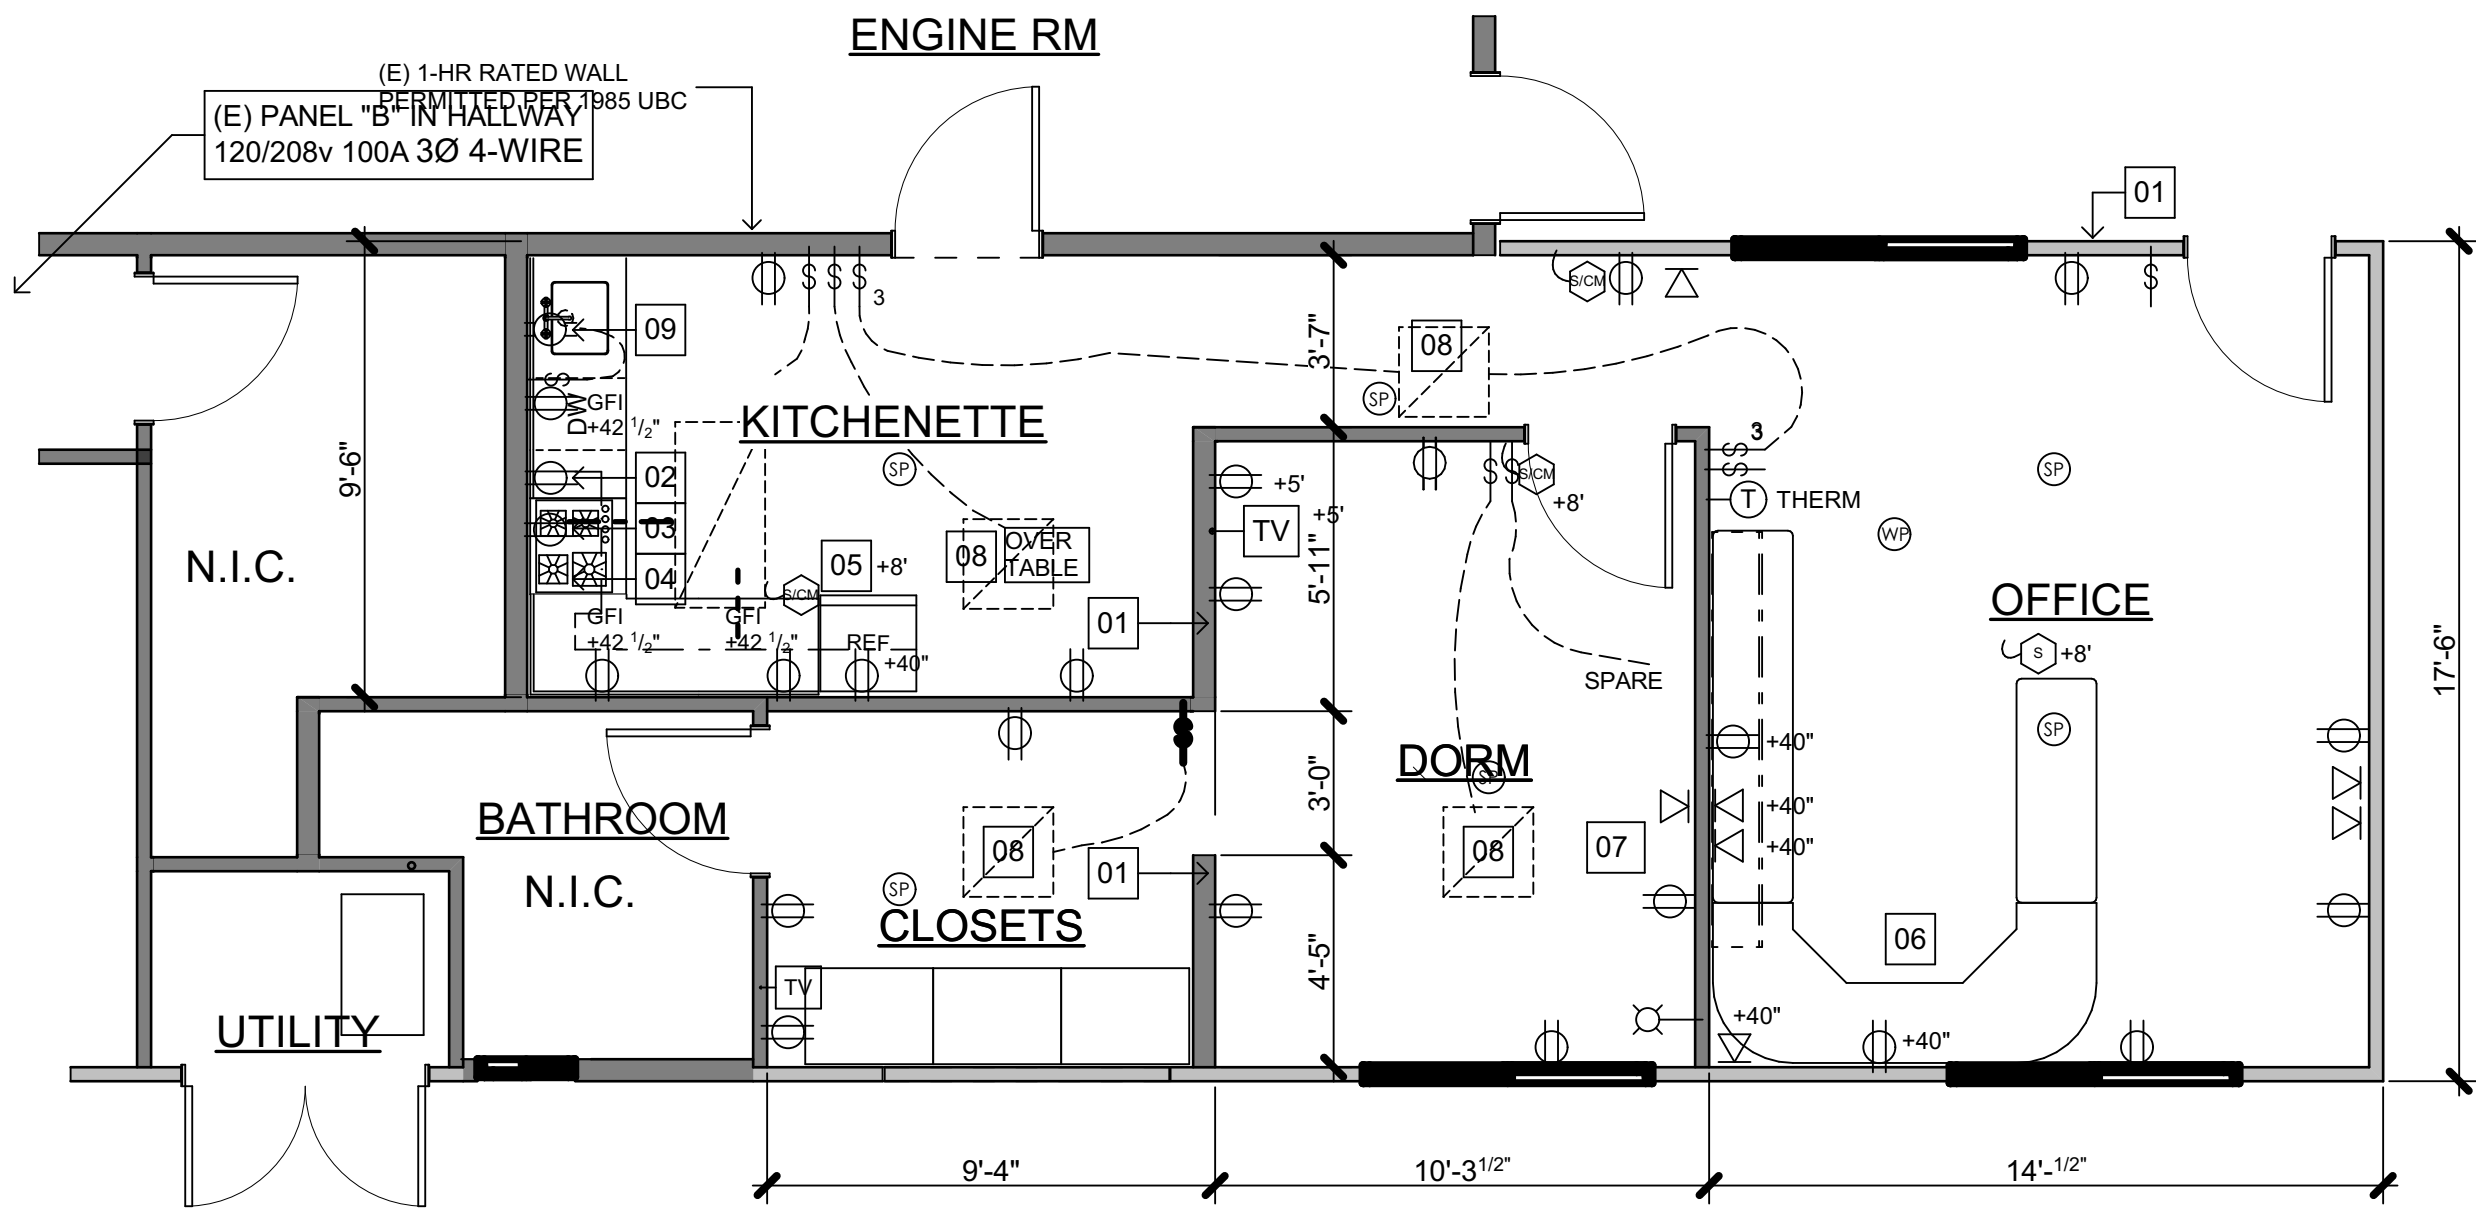 ENGINE RM
(E) 1-HR RATED WALL
PERMITTED PER 1985 UBC
(E) PANEL "B" IN HALLWAY
120/208v 100A 3Ø 4-WIRE
01
S/CM
S
S S S
3
09
S
3'-7"
08
SP
DW
GFI
+42 1/2"
KITCHENETTE
SP
9'-6"
02
03
04
+5'
TV
+5'
S S
S/CM
+8'
3
S
S
T THERM
SP
WP
N.I.C.
05
+8'
08
OVER
TABLE
S/CM
5'-11"
01
GFI
+42 1/2"
GFI
+42 1/2"
REF
+40"
OFFICE
S
+8'
17'-6"
SPARE
SP
+40"
DORM
SP
3'-0"
BATHROOM
+40"
+40"
08
08
07
01
N.I.C.
SP
CLOSETS
06
4'-5"
TV
UTILITY
+40"
+40"
9'-4"
10'-3 1/2"
14'- 1/2"